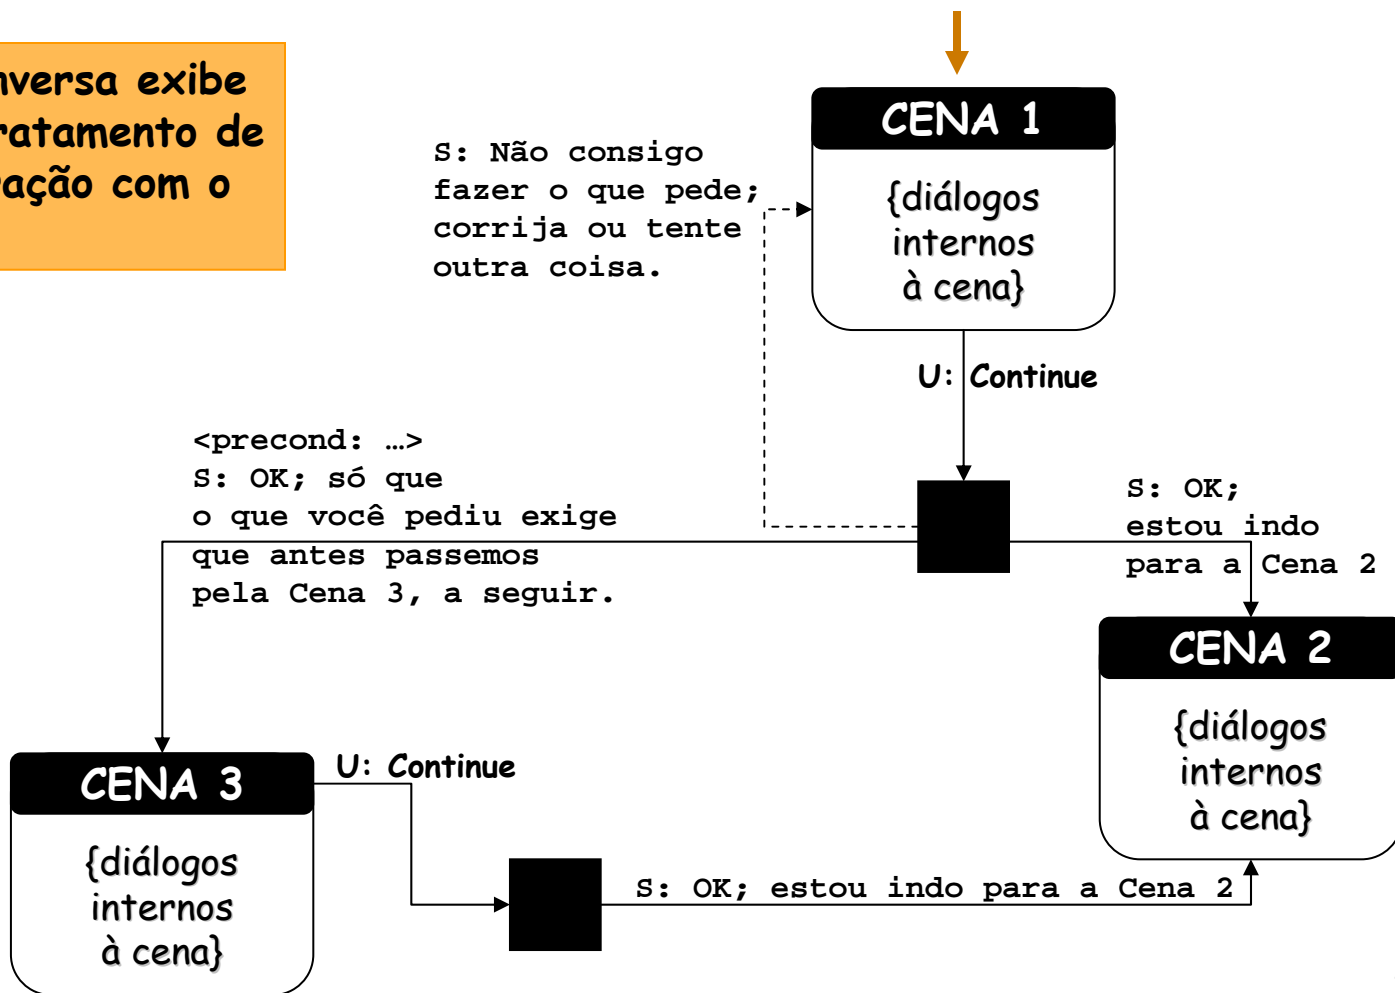 nversa exibe
ratamento de
ração com o
CENA 1
{diálogos
internos
à cena}
S: Não consigo
fazer o que pede;
corrija ou tente
outra coisa.
U: Continue
<precond: …>
S: OK; só que
o que você pediu exige
que antes passemos
pela Cena 3, a seguir.
S: OK;
estou indo
para a Cena 2
CENA 2
{diálogos
internos
à cena}
CENA 3
{diálogos
internos
à cena}
U: Continue
S: OK; estou indo para a Cena 2